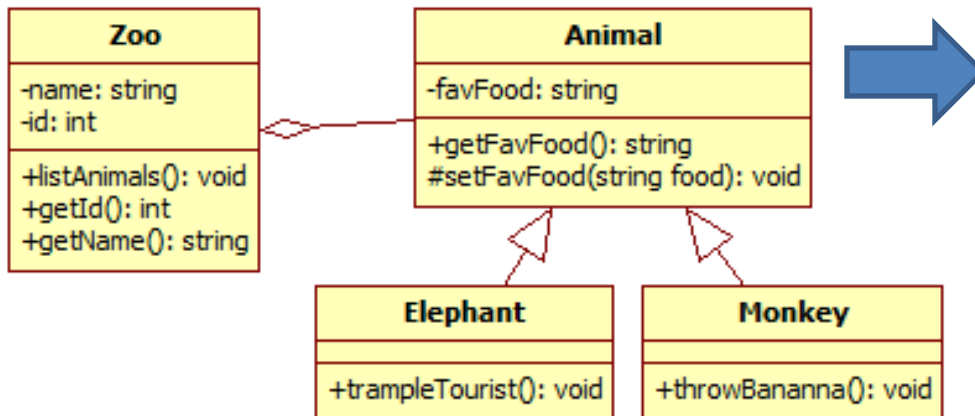 Zoo
-name: string
-id: int
+listAnimals(): void
+getId(): int
+getName(): string
Animal
-favFood: string
+getFavFood(): string
#setFavFood(string food): void
Elephant
+trampleTourist(): void
Monkey
+throwBananna(): void